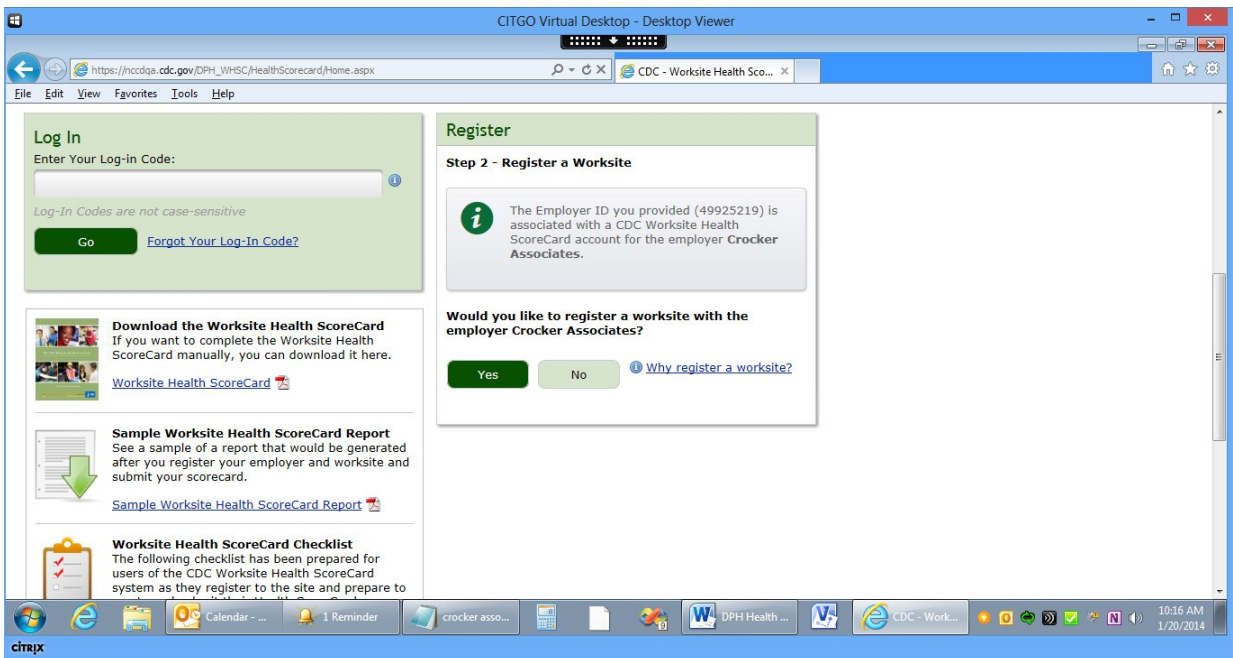 CITGO Virtual Desktop - Desktop Viewer
https://nccdqa.cdc.gov/DPH_WHSC/HealthScorecard/Home.aspx
CDC - Worksite Health Sco...
File Edit View Favorites Tools Help
Log In
Enter Your Log-in Code:
Log-In Codes are not case-sensitive
Go
Forgot Your Log-In Code?
Download the Worksite Health ScoreCard
If you want to complete the Worksite Health
ScoreCard manually, you can download it here.
Worksite Health ScoreCard
Sample Worksite Health ScoreCard Report
See a sample of a report that would be generated
after you register your employer and worksite and
submit your scorecard.
Sample Worksite Health ScoreCard Report
Worksite Health ScoreCard Checklist
The following checklist has been prepared for
users of the CDC Worksite Health ScoreCard
system as they register to the site and prepare to
Register
Step 2 - Register a Worksite
The Employer ID you provided (49925219) is
associated with a CDC Worksite Health
ScoreCard account for the employer Crocker
Associates.
Would you like to register a worksite with the
employer Crocker Associates?
Yes
No
Why register a worksite?
Calendar - ...
1 Reminder
crocker asso...
DPH Health ...
CDC - Work...
10:16 AM
1/20/2014
CITRIX